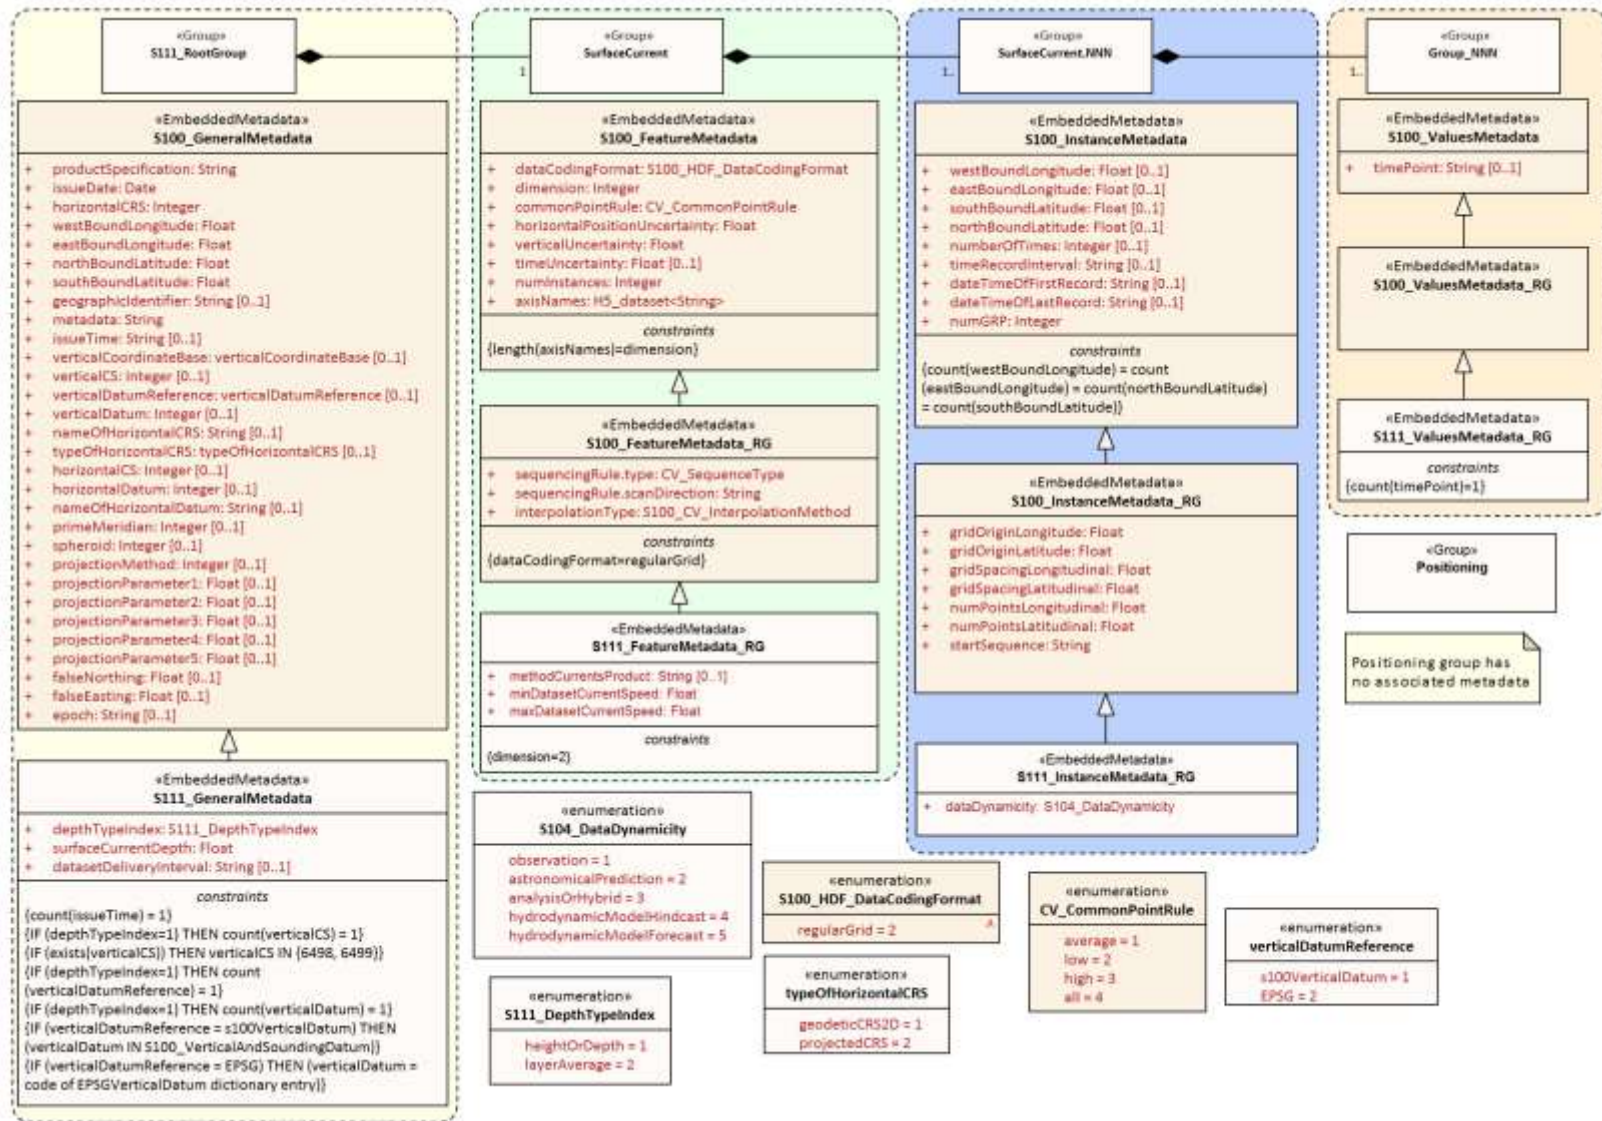 «Group»
S111_RootGroup
1
«Group»
SurfaceCurrent
1..
«Group»
SurfaceCurrent.NNN
1..
«Group»
Group_NNN
«EmbeddedMetadata»
S100_GeneralMetadata
+ productSpecification: String
+ issueDate: Date
+ horizontalCRS: Integer
+ westBoundLongitude: Float
+ eastBoundLongitude: Float
+ northBoundLatitude: Float
+ southBoundLatitude: Float
+ geographicIdentifier: String [0..1]
+ metadata: String
+ issueTime: String [0..1]
+ verticalCoordinateBase: verticalCoordinateBase [0..1]
+ verticalCS: Integer [0..1]
+ verticalDatumReference: verticalDatumReference [0..1]
+ verticalDatum: Integer [0..1]
+ nameOfHorizontalCRS: String [0..1]
+ typeOfHorizontalCRS: typeOfHorizontalCRS [0..1]
+ horizontalCS: Integer [0..1]
+ horizontalDatum: Integer [0..1]
+ nameOfHorizontalDatum: String [0..1]
+ primeMeridian: Integer [0..1]
+ spheroid: Integer [0..1]
+ projectionMethod: Integer [0..1]
+ projectionParameter1: Float [0..1]
+ projectionParameter2: Float [0..1]
+ projectionParameter3: Float [0..1]
+ projectionParameter4: Float [0..1]
+ projectionParameter5: Float [0..1]
+ falseNorthing: Float [0..1]
+ falseEasting: Float [0..1]
+ epoch: String [0..1]
«EmbeddedMetadata»
S111_GeneralMetadata
+ depthTypeIndex: S111_DepthTypeIndex
+ surfaceCurrentDepth: Float
+ datasetDeliveryInterval: String [0..1]
constraints
{count(issueTime) = 1}
{IF (depthTypeIndex=1) THEN count(verticalCS) = 1}
{IF (exists(verticalCS)) THEN verticalCS IN {6498, 6499}}
{IF (depthTypeIndex=1) THEN count
(verticalDatumReference) = 1}
{IF (depthTypeIndex=1) THEN count(verticalDatum) = 1}
{IF (verticalDatumReference = s100VerticalDatum) THEN
(verticalDatum IN S100_VerticalAndSoundingDatum)}
{IF (verticalDatumReference = EPSG) THEN (verticalDatum =
code of EPSGVerticalDatum dictionary entry)}
«EmbeddedMetadata»
S100_FeatureMetadata
+ dataCodingFormat: S100_HDF_DataCodingFormat
+ dimension: Integer
+ commonPointRule: CV_CommonPointRule
+ horizontalPositionUncertainty: Float
+ verticalUncertainty: Float
+ timeUncertainty: Float [0..1]
+ numInstances: Integer
+ axisNames: H5_dataset<String>
constraints
{length(axisNames)=dimension}
«EmbeddedMetadata»
S100_FeatureMetadata_RG
+ sequencingRule.type: CV_SequenceType
+ sequencingRule.scanDirection: String
+ interpolationType: S100_CV_InterpolationMethod
constraints
{dataCodingFormat=regularGrid}
«EmbeddedMetadata»
S111_FeatureMetadata_RG
+ methodCurrentsProduct: String [0..1]
+ minDatasetCurrentSpeed: Float
+ maxDatasetCurrentSpeed: Float
constraints
{dimension=2}
«EmbeddedMetadata»
S100_InstanceMetadata
+ westBoundLongitude: Float [0..1]
+ eastBoundLongitude: Float [0..1]
+ southBoundLatitude: Float [0..1]
+ northBoundLatitude: Float [0..1]
+ numberOfTimes: Integer [0..1]
+ timeRecordInterval: String [0..1]
+ dateTimeOfFirstRecord: String [0..1]
+ dateTimeOfLastRecord: String [0..1]
+ numGRP: Integer
constraints
{count(westBoundLongitude) = count
(eastBoundLongitude) = count(northBoundLatitude)
= count(southBoundLatitude)}
«EmbeddedMetadata»
S100_InstanceMetadata_RG
+ gridOriginLongitude: Float
+ gridOriginLatitude: Float
+ gridSpacingLongitudinal: Float
+ gridSpacingLatitudinal: Float
+ numPointsLongitudinal: Float
+ numPointsLatitudinal: Float
+ startSequence: String
«EmbeddedMetadata»
S111_InstanceMetadata_RG
+ dataDynamicity: S104_DataDynamicity
«EmbeddedMetadata»
S100_ValuesMetadata
+ timePoint: String [0..1]
«EmbeddedMetadata»
S100_ValuesMetadata_RG
«EmbeddedMetadata»
S111_ValuesMetadata_RG
constraints
{count(timePoint)=1}
«Group»
Positioning
Positioning group has
no associated metadata
«enumeration»
S104_DataDynamicity
observation = 1
astronomicalPrediction = 2
analysisOrHybrid = 3
hydrodynamicModelHindcast = 4
hydrodynamicModelForecast = 5
«enumeration»
S111_DepthTypeIndex
heightOrDepth = 1
layerAverage = 2
«enumeration»
S100_HDF_DataCodingFormat
regularGrid = 2
«enumeration»
typeOfHorizontalCRS
geodeticCRS2D = 1
projectedCRS = 2
«enumeration»
CV_CommonPointRule
average = 1
low = 2
high = 3
all = 4
«enumeration»
verticalDatumReference
s100VerticalDatum = 1
EPSG = 2